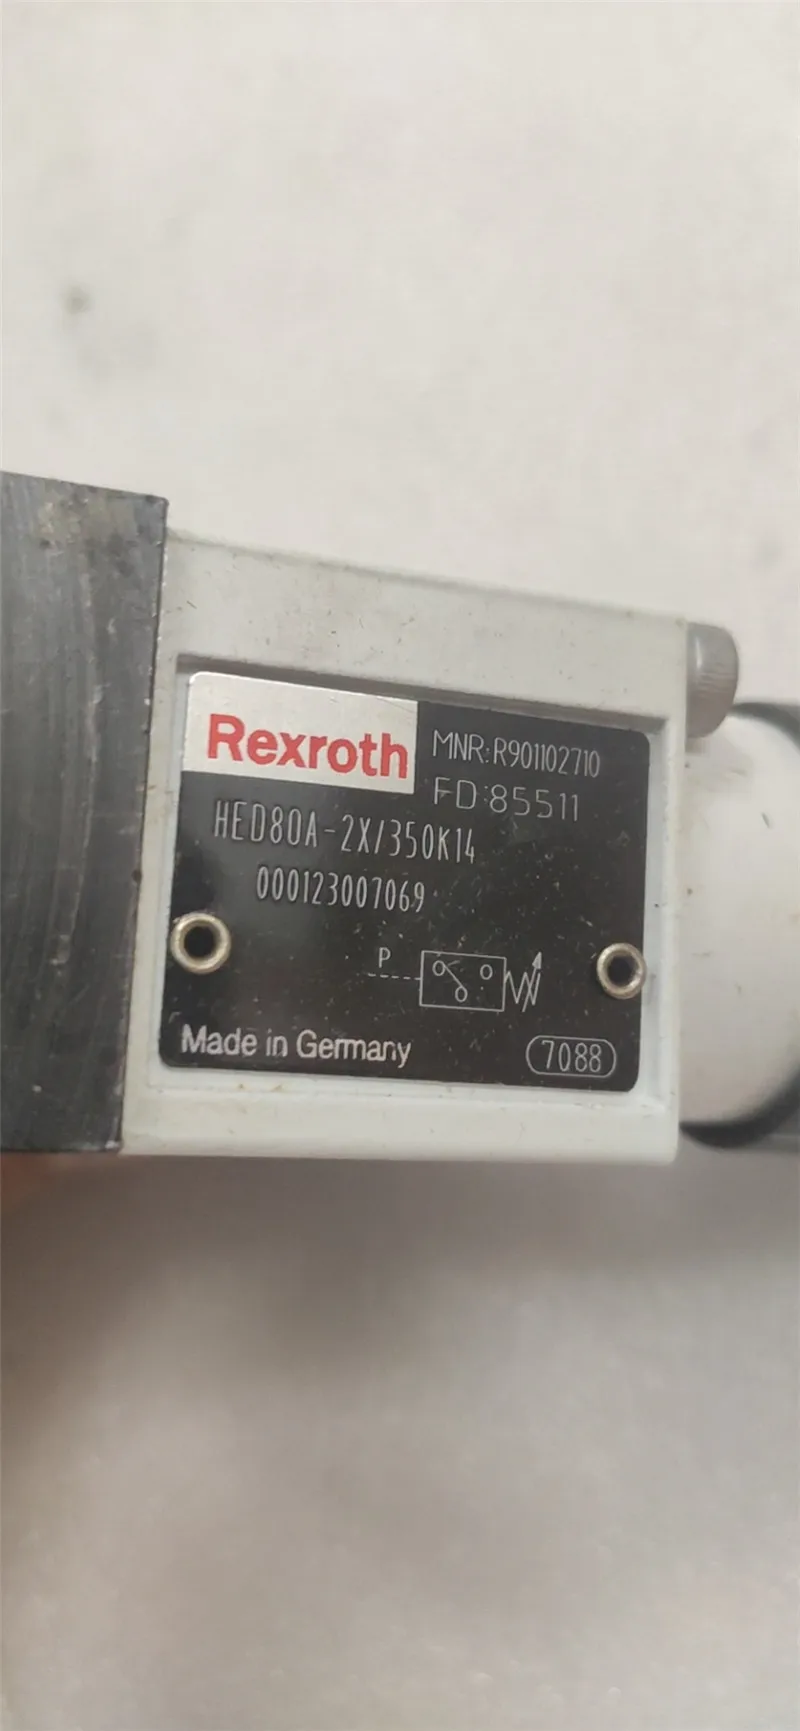 Rexroth
MNR:R901102710
FD:85511
HED80A-2X/350K14
000123007069
P
Made in Germany
7088